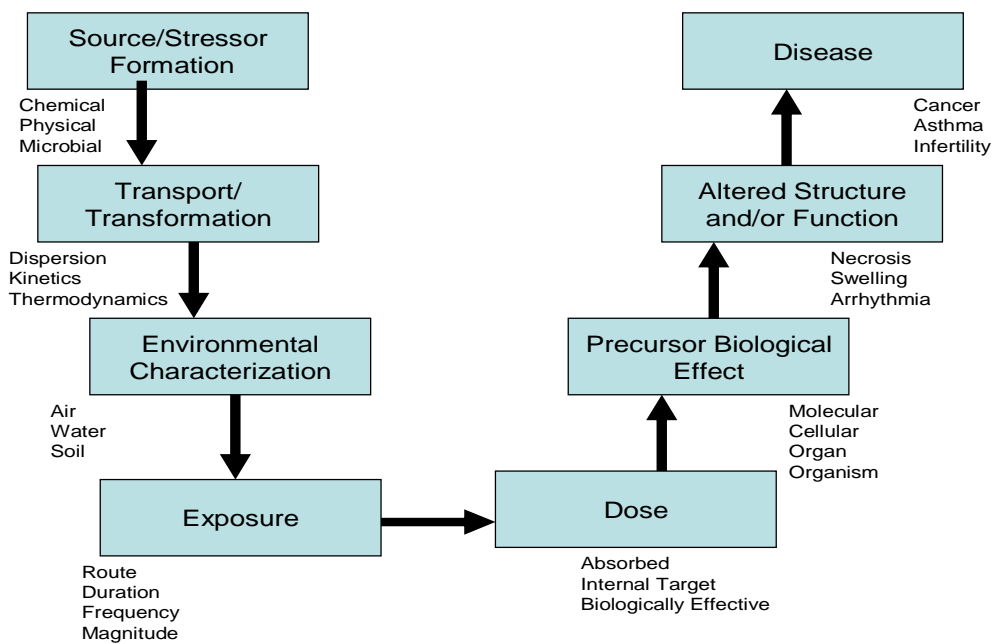 Source/Stressor
Formation
Chemical
Physical
Microbial
Transport/
Transformation
Dispersion
Kinetics
Thermodynamics
Environmental
Characterization
Air
Water
Soil
Exposure
Route
Duration
Frequency
Magnitude
Dose
Absorbed
Internal Target
Biologically Effective
Precursor Biological
Effect
Molecular
Cellular
Organ
Organism
Altered Structure
and/or Function
Necrosis
Swelling
Arrhythmia
Disease
Cancer
Asthma
Infertility